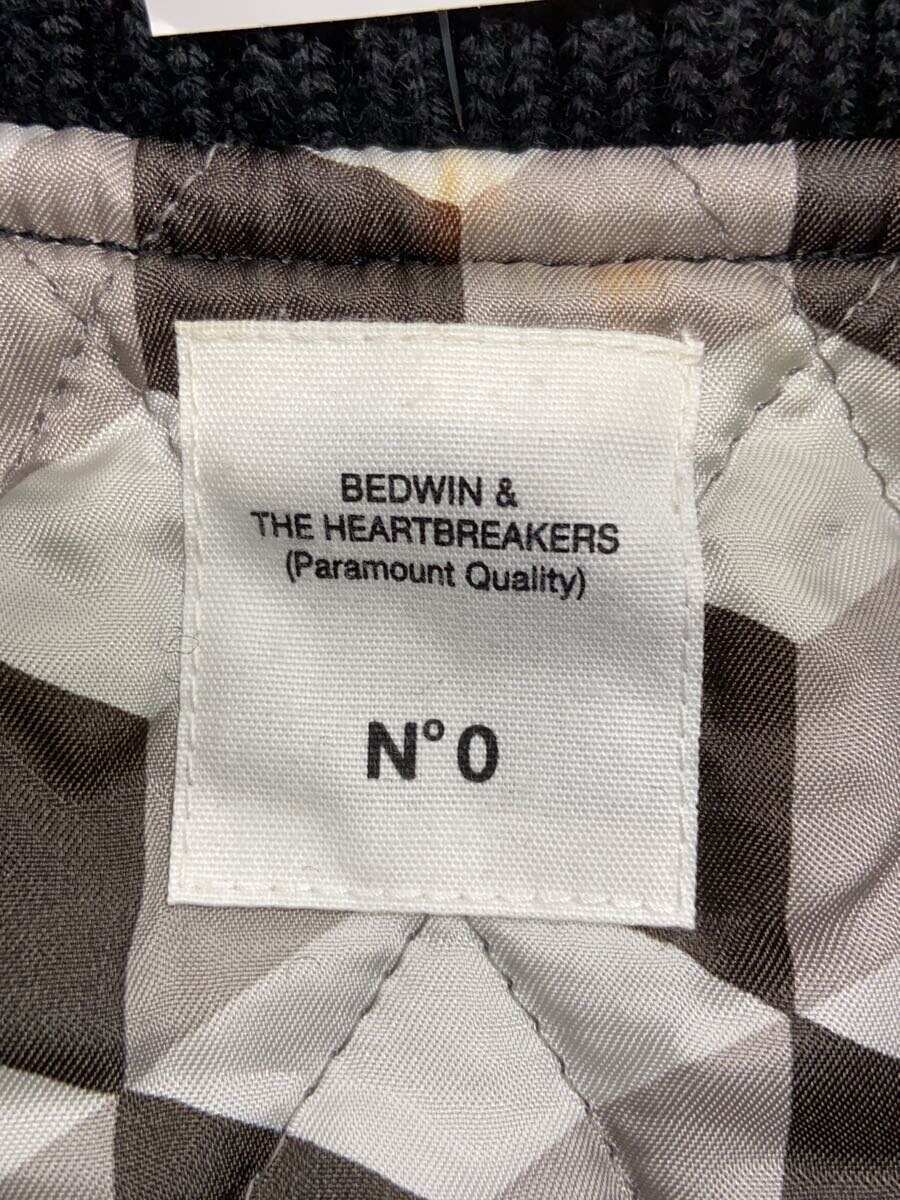 BEDWIN &
THE HEARTBREAKERS
(Paramount Quality)
N° 0